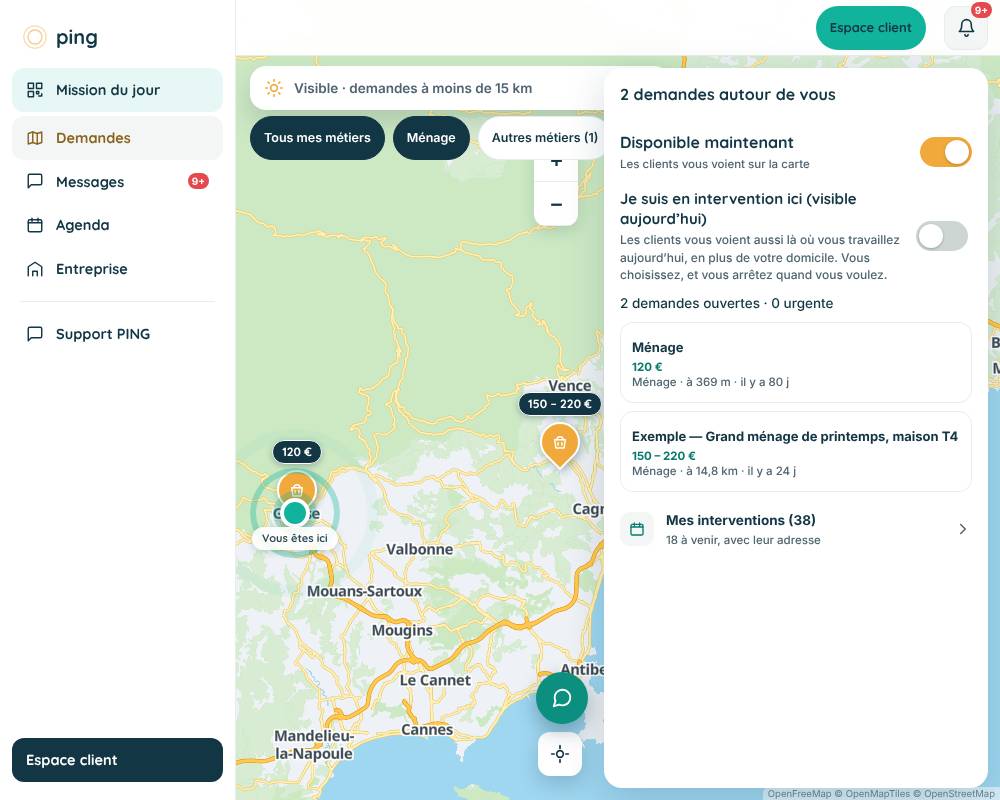 ping
Mission du jour
Demandes
Messages
9+
Agenda
Entreprise
Support PING
Espace client
Espace client
9+
Visible · demandes à moins de 15 km
Tous mes métiers
Ménage
Autres métiers (1)
+
−
Vence
150 – 220 €
120 €
Vous êtes ici
Valbonne
Mouans-Sartoux
Mougins
Le Cannet
Cannes
Mandelieu-
la-Napoule
2 demandes autour de vous
Disponible maintenant
Les clients vous voient sur la carte
Je suis en intervention ici (visible
aujourd’hui)
Les clients vous voient aussi là où vous travaillez
aujourd’hui, en plus de votre domicile. Vous
choisissez, et vous arrêtez quand vous voulez.
2 demandes ouvertes · 0 urgente
Ménage
120 €
Ménage · à 369 m · il y a 80 j
Exemple — Grand ménage de printemps, maison T4
150 – 220 €
Ménage · à 14,8 km · il y a 24 j
Mes interventions (38)
18 à venir, avec leur adresse
OpenFreeMap © OpenMapTiles © OpenStreetMap